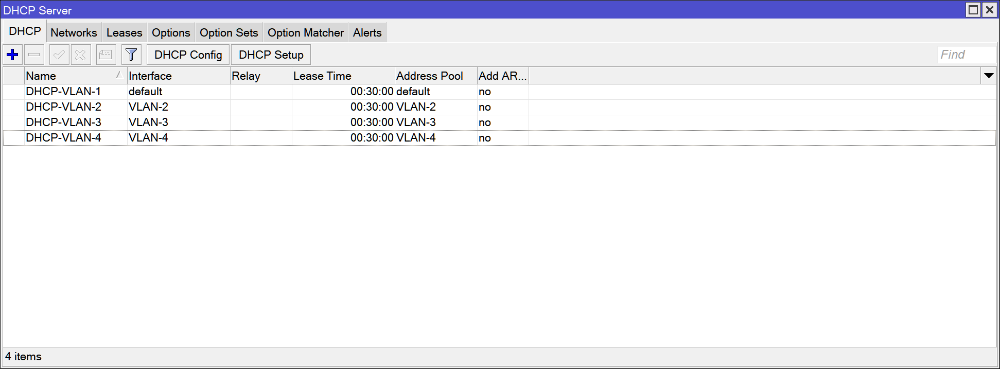 DHCP Server
DHCP Networks Leases Options Option Sets Option Matcher Alerts
DHCP Config DHCP Setup Find
Name Interface Relay Lease Time Address Pool Add AR...
DHCP-VLAN-1 default 00:30:00 default no
DHCP-VLAN-2 VLAN-2 00:30:00 VLAN-2 no
DHCP-VLAN-3 VLAN-3 00:30:00 VLAN-3 no
DHCP-VLAN-4 VLAN-4 00:30:00 VLAN-4 no
4 items